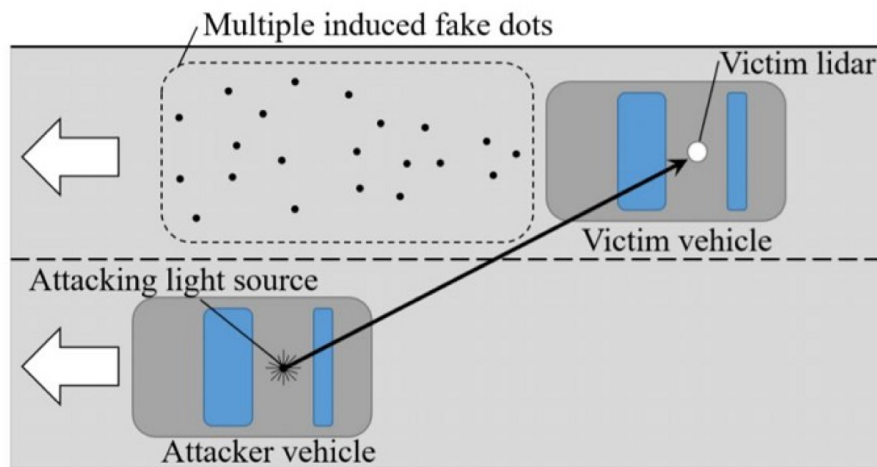 Multiple induced fake dots
Victim lidar
Victim vehicle
Attacking light source
Attacker vehicle